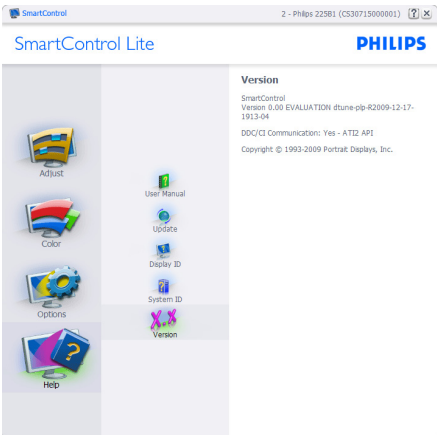 SmartControl
2 - Philips 225B1 (CS30715000001)
SmartControl Lite
PHILIPS
Adjust
Color
Options
Help
User Manual
Update
Display ID
System ID
X.X
Version
Version
SmartControl
Version 0.00 EVALUATION dtune-plp-R2009-12-17-
1913-04
DDC/CI Communication: Yes - ATI2 API
Copyright © 1993-2009 Portrait Displays, Inc.